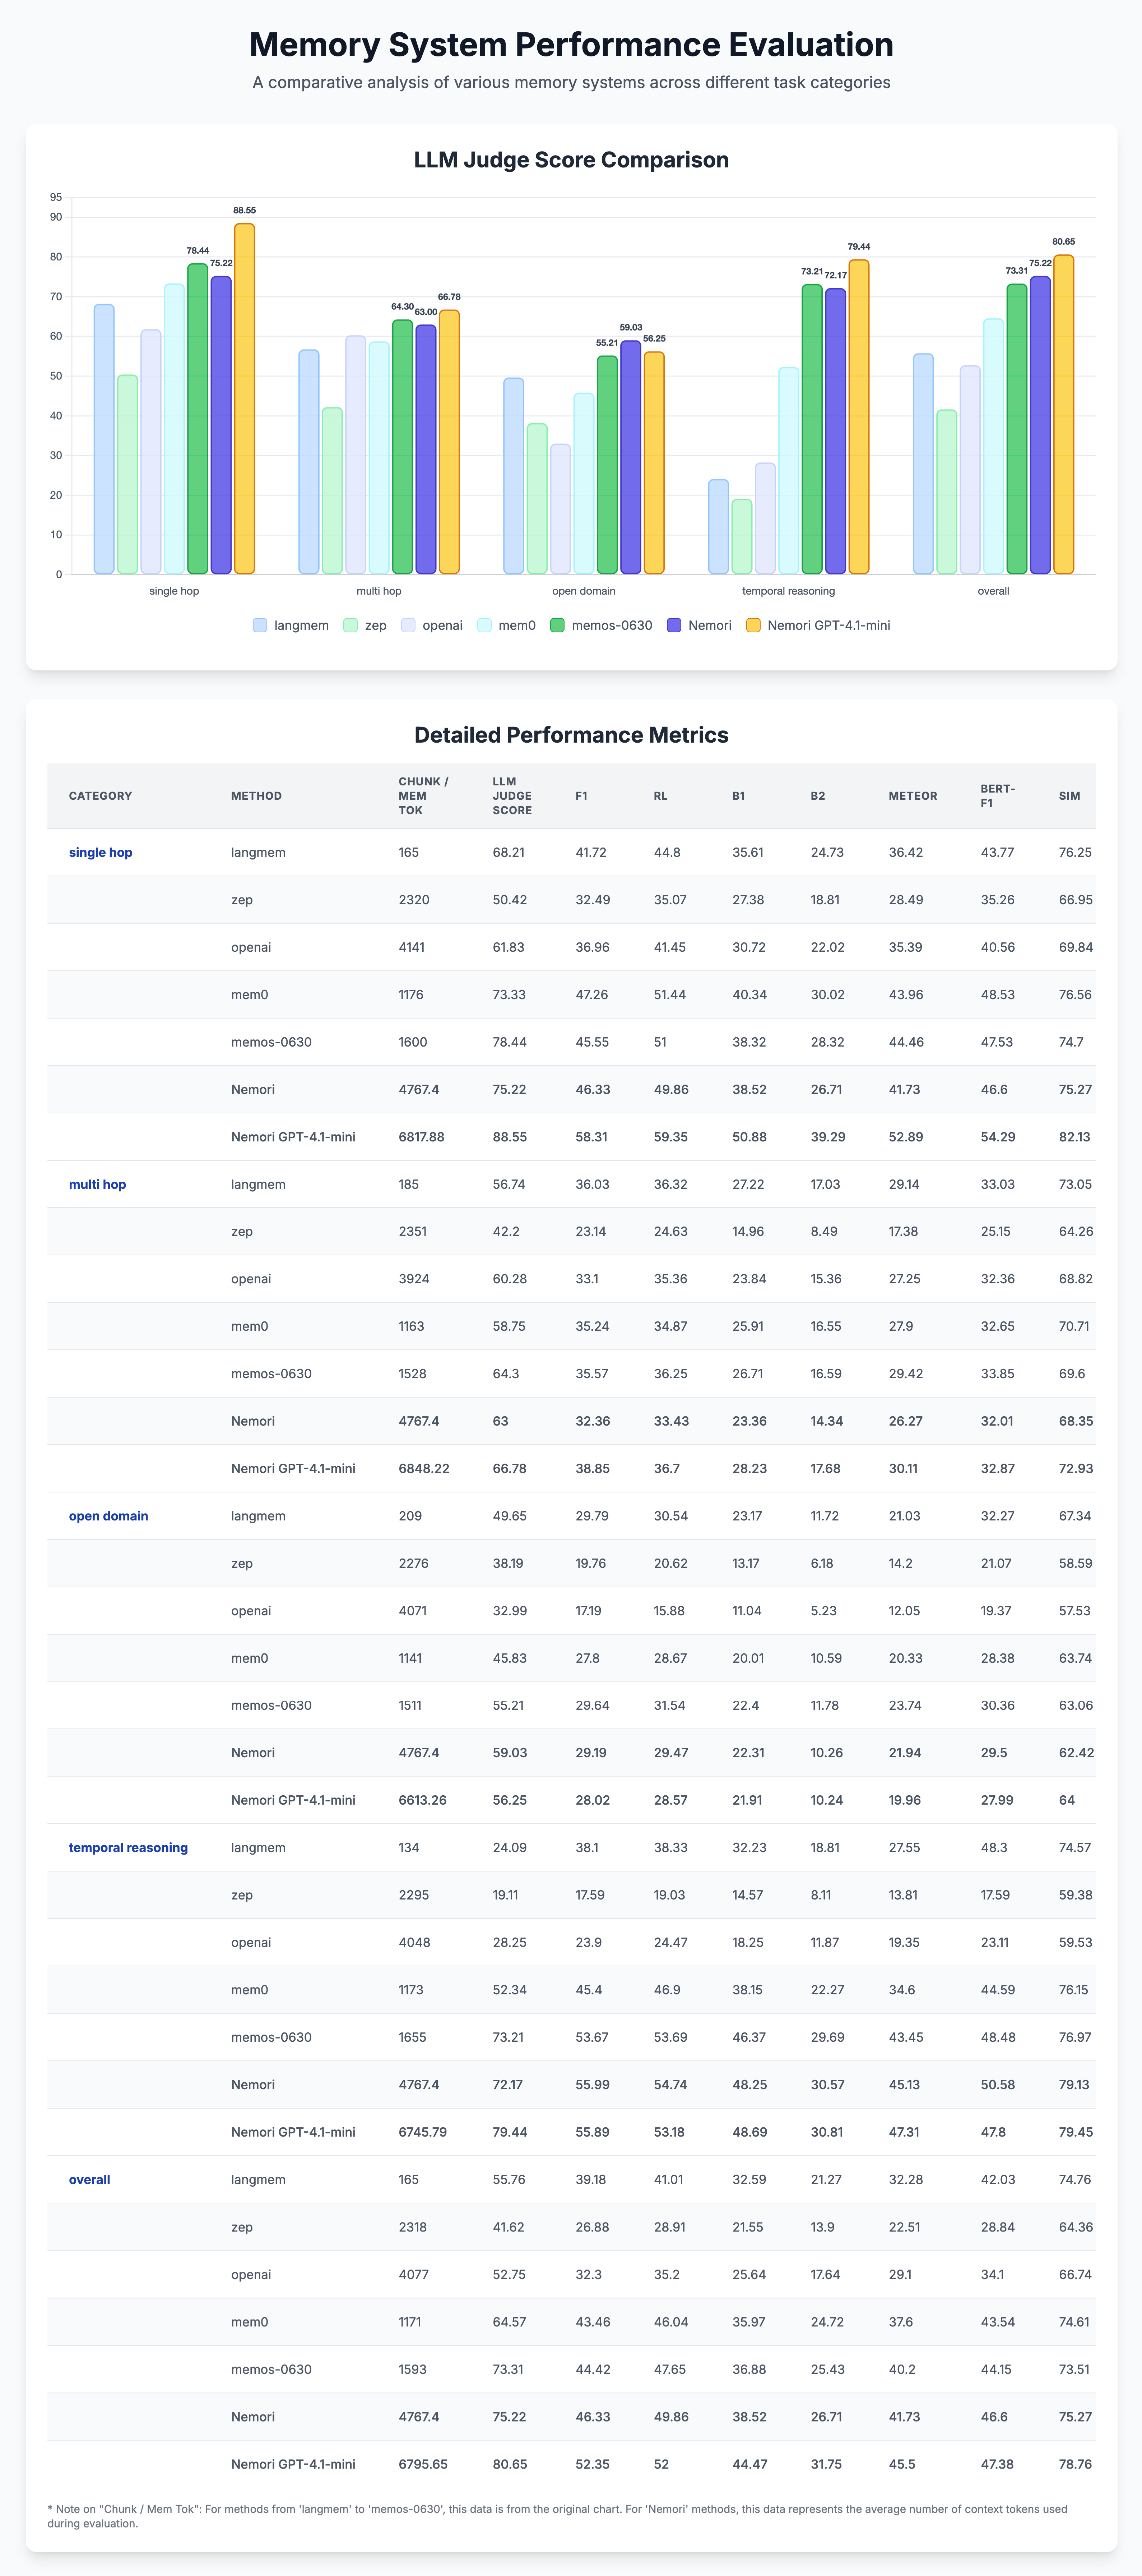 Memory System Performance Evaluation
A comparative analysis of various memory systems across different task categories
LLM Judge Score Comparison
95
90
80
70
60
50
40
30
20
10
0
88.55
78.44
75.22
64.30
63.00
66.78
55.21
59.03
56.25
73.21
72.17
79.44
73.31
75.22
80.65
single hop multi hop open domain temporal reasoning overall
langmem zep openai mem0 memos-0630 Nemori Nemori GPT-4.1-mini
Detailed Performance Metrics
CATEGORY METHOD CHUNK / MEM TOK LLM JUDGE SCORE F1 RL B1 B2 METEOR BERT-F1 SIM
single hop langmem 165 68.21 41.72 44.8 35.61 24.73 36.42 43.77 76.25
zep 2320 50.42 32.49 35.07 27.38 18.81 28.49 35.26 66.95
openai 4141 61.83 36.96 41.45 30.72 22.02 35.39 40.56 69.84
mem0 1176 73.33 47.26 51.44 40.34 30.02 43.96 48.53 76.56
memos-0630 1600 78.44 45.55 51 38.32 28.32 44.46 47.53 74.7
Nemori 4767.4 75.22 46.33 49.86 38.52 26.71 41.73 46.6 75.27
Nemori GPT-4.1-mini 6817.88 88.55 58.31 59.35 50.88 39.29 52.89 54.29 82.13
multi hop langmem 185 56.74 36.03 36.32 27.22 17.03 29.14 33.03 73.05
zep 2351 42.2 23.14 24.63 14.96 8.49 17.38 25.15 64.26
openai 3924 60.28 33.1 35.36 23.84 15.36 27.25 32.36 68.82
mem0 1163 58.75 35.24 34.87 25.91 16.55 27.9 32.65 70.71
memos-0630 1528 64.3 35.57 36.25 26.71 16.59 29.42 33.85 69.6
Nemori 4767.4 63 32.36 33.43 23.36 14.34 26.27 32.01 68.35
Nemori GPT-4.1-mini 6848.22 66.78 38.85 36.7 28.23 17.68 30.11 32.87 72.93
open domain langmem 209 49.65 29.79 30.54 23.17 11.72 21.03 32.27 67.34
zep 2276 38.19 19.76 20.62 13.17 6.18 14.2 21.07 58.59
openai 4071 32.99 17.19 15.88 11.04 5.23 12.05 19.37 57.53
mem0 1141 45.83 27.8 28.67 20.01 10.59 20.33 28.38 63.74
memos-0630 1511 55.21 29.64 31.54 22.4 11.78 23.74 30.36 63.06
Nemori 4767.4 59.03 29.19 29.47 22.31 10.26 21.94 29.5 62.42
Nemori GPT-4.1-mini 6613.26 56.25 28.02 28.57 21.91 10.24 19.96 27.99 64
temporal reasoning langmem 134 24.09 38.1 38.33 32.23 18.81 27.55 48.3 74.57
zep 2295 19.11 17.59 19.03 14.57 8.11 13.81 17.59 59.38
openai 4048 28.25 23.9 24.47 18.25 11.87 19.35 23.11 59.53
mem0 1173 52.34 45.4 46.9 38.15 22.27 34.6 44.59 76.15
memos-0630 1655 73.21 53.67 53.69 46.37 29.69 43.45 48.48 76.97
Nemori 4767.4 72.17 55.99 54.74 48.25 30.57 45.13 50.58 79.13
Nemori GPT-4.1-mini 6745.79 79.44 55.89 53.18 48.69 30.81 47.31 47.8 79.45
overall langmem 165 55.76 39.18 41.01 32.59 21.27 32.28 42.03 74.76
zep 2318 41.62 26.88 28.91 21.55 13.9 22.51 28.84 64.36
openai 4077 52.75 32.3 35.2 25.64 17.64 29.1 34.1 66.74
mem0 1171 64.57 43.46 46.04 35.97 24.72 37.6 43.54 74.61
memos-0630 1593 73.31 44.42 47.65 36.88 25.43 40.2 44.15 73.51
Nemori 4767.4 75.22 46.33 49.86 38.52 26.71 41.73 46.6 75.27
Nemori GPT-4.1-mini 6795.65 80.65 52.35 52 44.47 31.75 45.5 47.38 78.76
* Note on "Chunk / Mem Tok": For methods from 'langmem' to 'memos-0630', this data is from the original chart. For 'Nemori' methods, this data represents the average number of context tokens used
during evaluation.